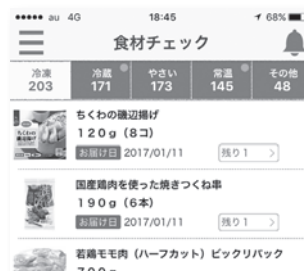 au 4G 18:45 68%
食材チェック
冷凍 冷蔵 やさい 常温 その他
203 171 173 145 48
ちくわの磯辺揚げ
120g(8コ)
お届け日 2017/01/11 残り1 >
国産鶏肉を使った焼きつくね串
190g(6本)
お届け日 2017/01/11 残り1 >
若鶏モモ肉(ハーフカット)ビックリパック